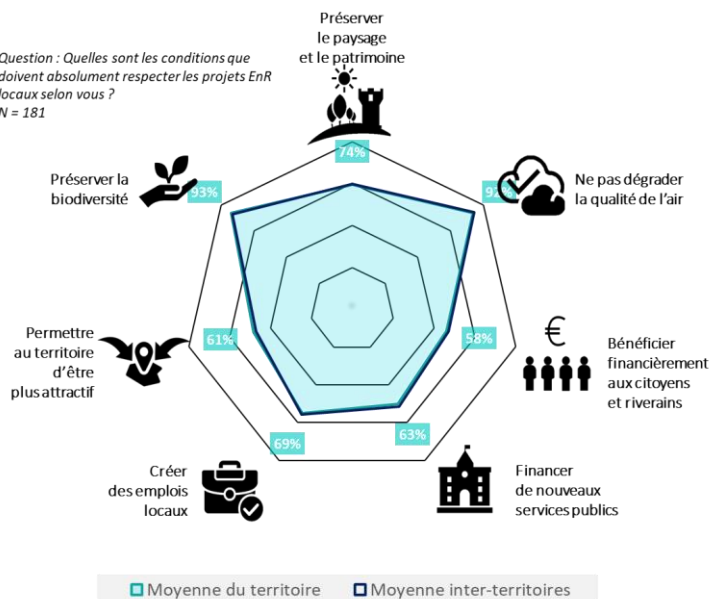 Préserver
le paysage
et le patrimoine
Question : Quelles sont les conditions que
doivent absolument respecter les projets EnR
locaux selon vous ?
N = 181
74%
Préserver la
biodiversité
93%
Ne pas dégrader
la qualité de l'air
Permettre
au territoire
d'être
plus attractif
61%
58%
€
Bénéficier
financièrement
aux citoyens
et riverains
69%
63%
Créer
des emplois
locaux
Financer
de nouveaux
services publics
Moyenne du territoire
Moyenne inter-territoires